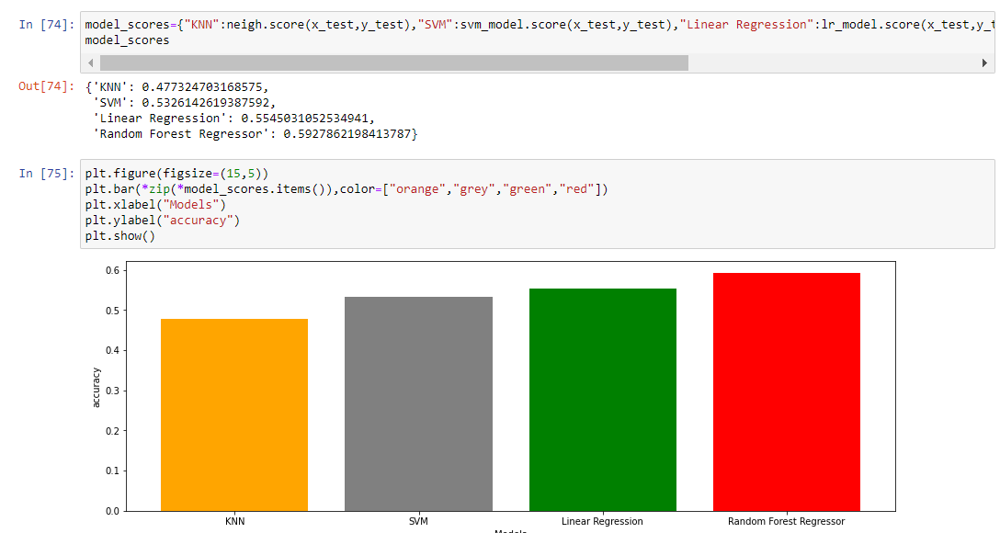 In [74]: model_scores={"KNN":neigh.score(x_test,y_test),"SVM":svm_model.score(x_test,y_test),"Linear Regression":lr_model.score(x_test,y_t
model_scores
Out[74]: {'KNN': 0.477324703168575,
'SVM': 0.5326142619387592,
'Linear Regression': 0.5545031052534941,
'Random Forest Regressor': 0.5927862198413787}
In [75]: plt.figure(figsize=(15,5))
plt.bar(*zip(*model_scores.items()),color=["orange","grey","green","red"])
plt.xlabel("Models")
plt.ylabel("accuracy")
plt.show()
0.6
0.5
0.4
0.3
0.2
0.1
0.0
accuracy
KNN SVM Linear Regression Random Forest Regressor
Models